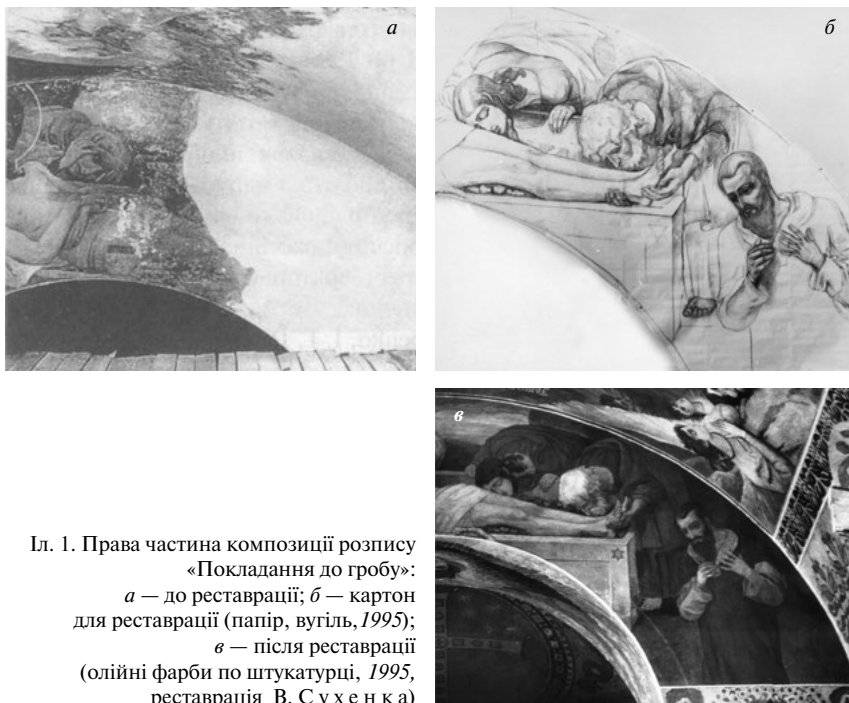 а
б
в
Іл. 1. Права частина композиції розпису
«Покладання до гробу»:
а — до реставрації; б — картон
для реставрації (папір, вугіль,1995);
в — після реставрації
(олійні фарби по штукатурці, 1995,
реставрація В. С у х е н к а)